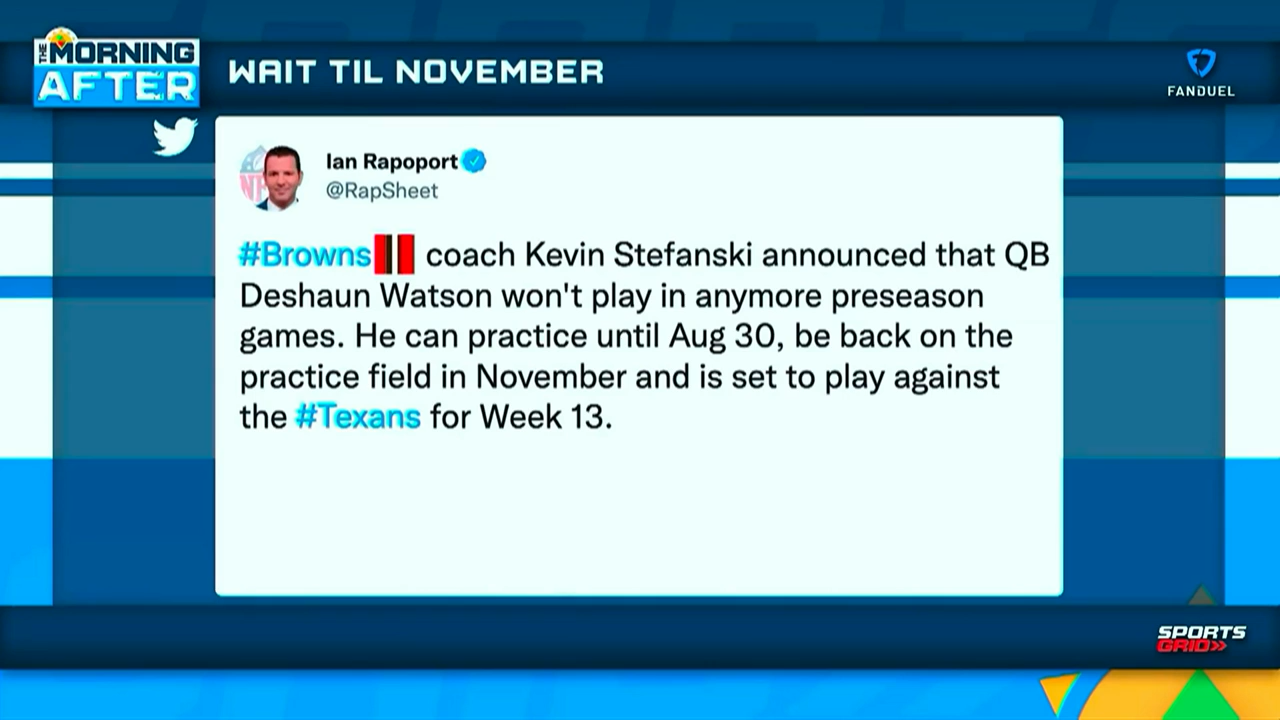 THE MORNING
AFTER
WAIT TIL NOVEMBER
FANDUEL
Ian Rapoport
@RapSheet
#Browns coach Kevin Stefanski announced that QB
Deshaun Watson won't play in anymore preseason
games. He can practice until Aug 30, be back on the
practice field in November and is set to play against
the #Texans for Week 13.
SPORTS
GRID